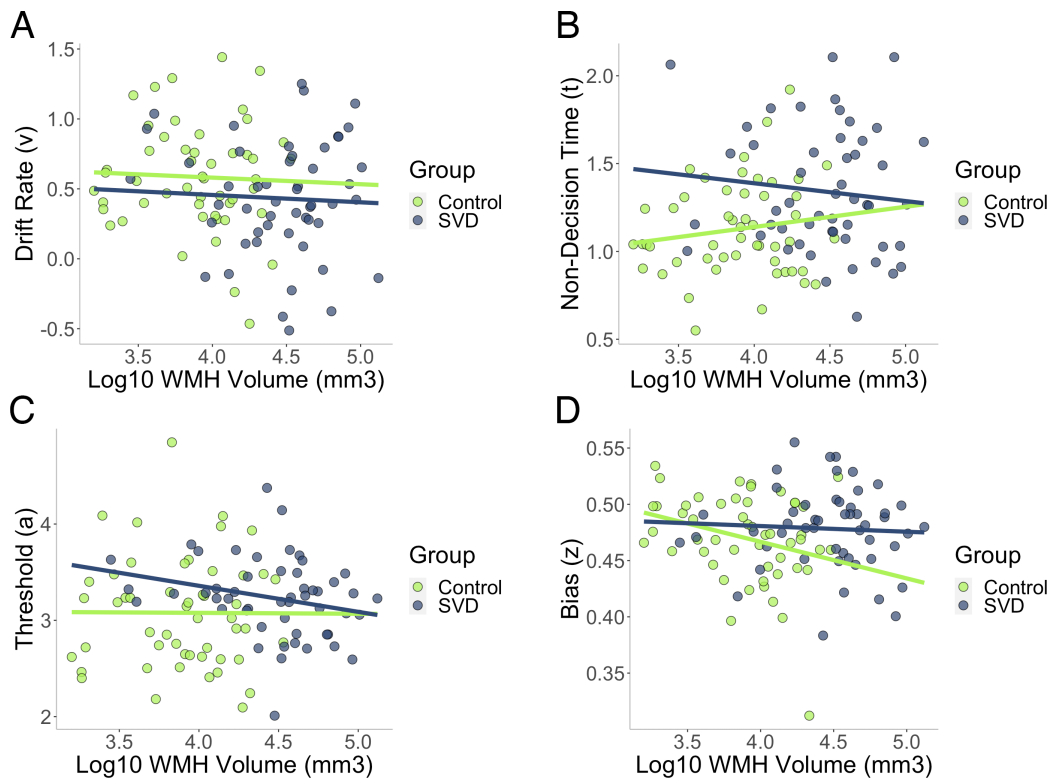 A
1.5
1.0
0.5
0.0
-0.5
Drift Rate (v)
3.5 4.0 4.5 5.0
Log10 WMH Volume (mm3)
Group
Control
SVD
B
2.0
1.5
1.0
0.5
Non-Decision Time (t)
3.5 4.0 4.5 5.0
Log10 WMH Volume (mm3)
Group
Control
SVD
C
4
3
2
Threshold (a)
3.5 4.0 4.5 5.0
Log10 WMH Volume (mm3)
Group
Control
SVD
D
0.55
0.50
0.45
0.40
0.35
Bias (z)
3.5 4.0 4.5 5.0
Log10 WMH Volume (mm3)
Group
Control
SVD